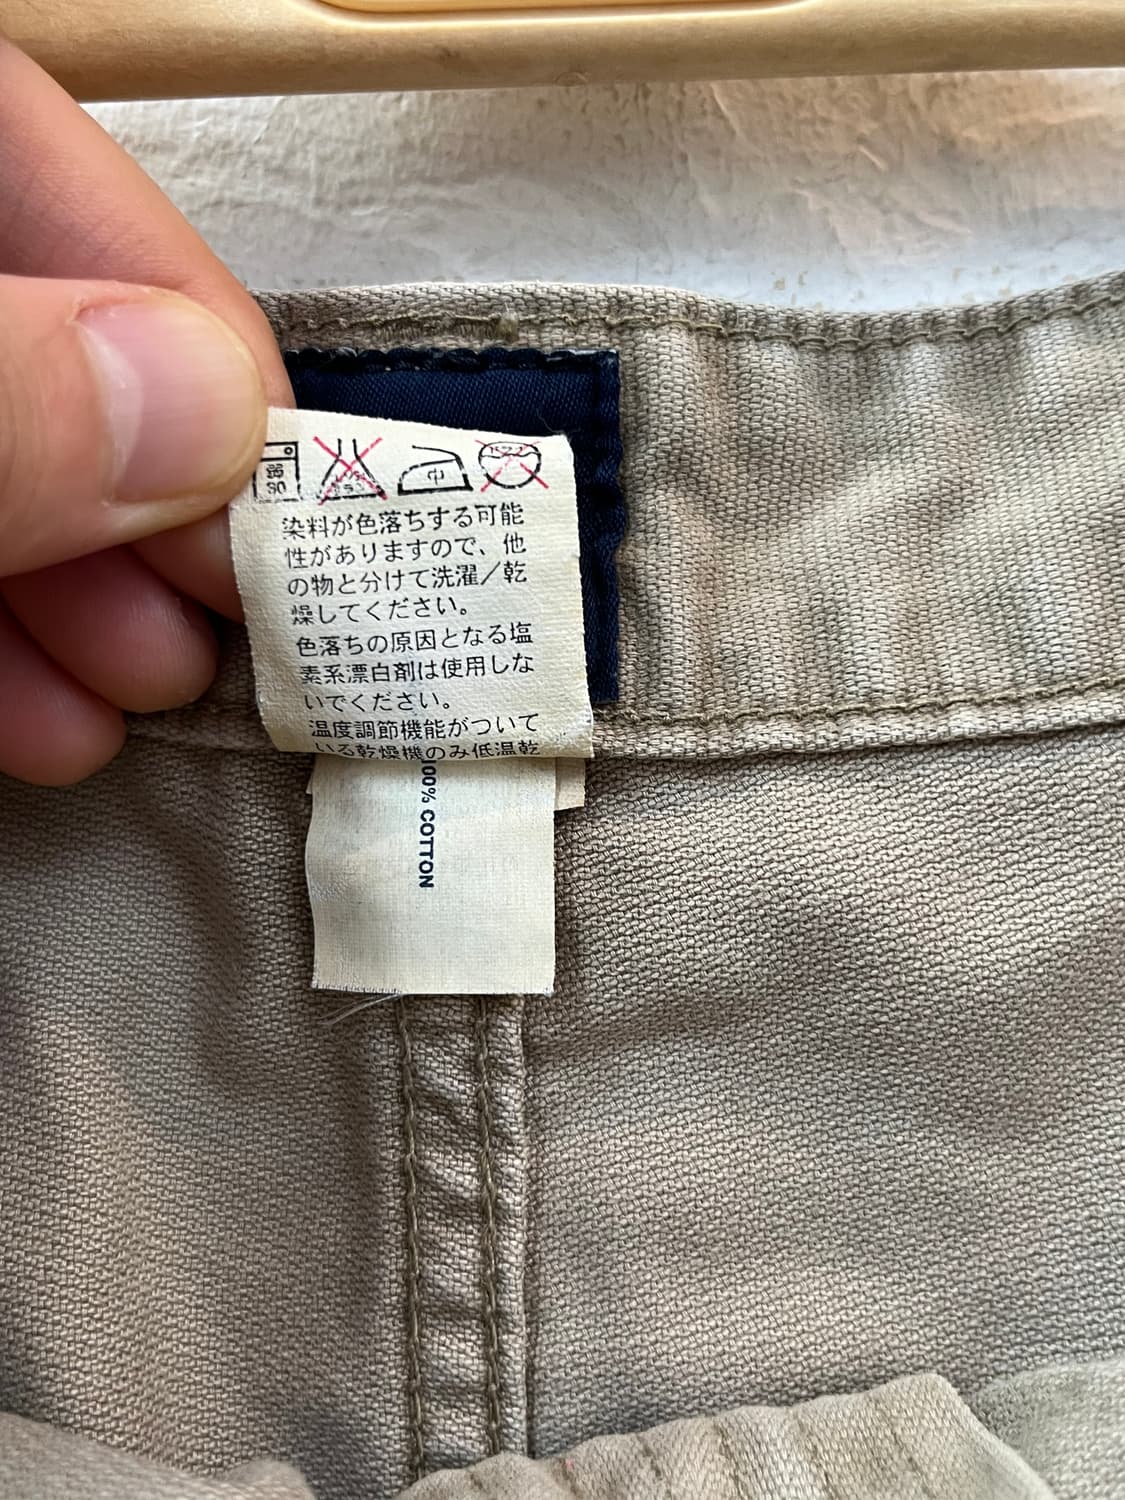 弱
30
中
染料が色落ちする可能
性がありますので、他
の物と分けて洗濯／乾
燥してください。
色落ちの原因となる塩
素系漂白剤は使用しな
いでください。
温度調節機能がついて
いる乾燥機のみ低温乾
100% COTTON